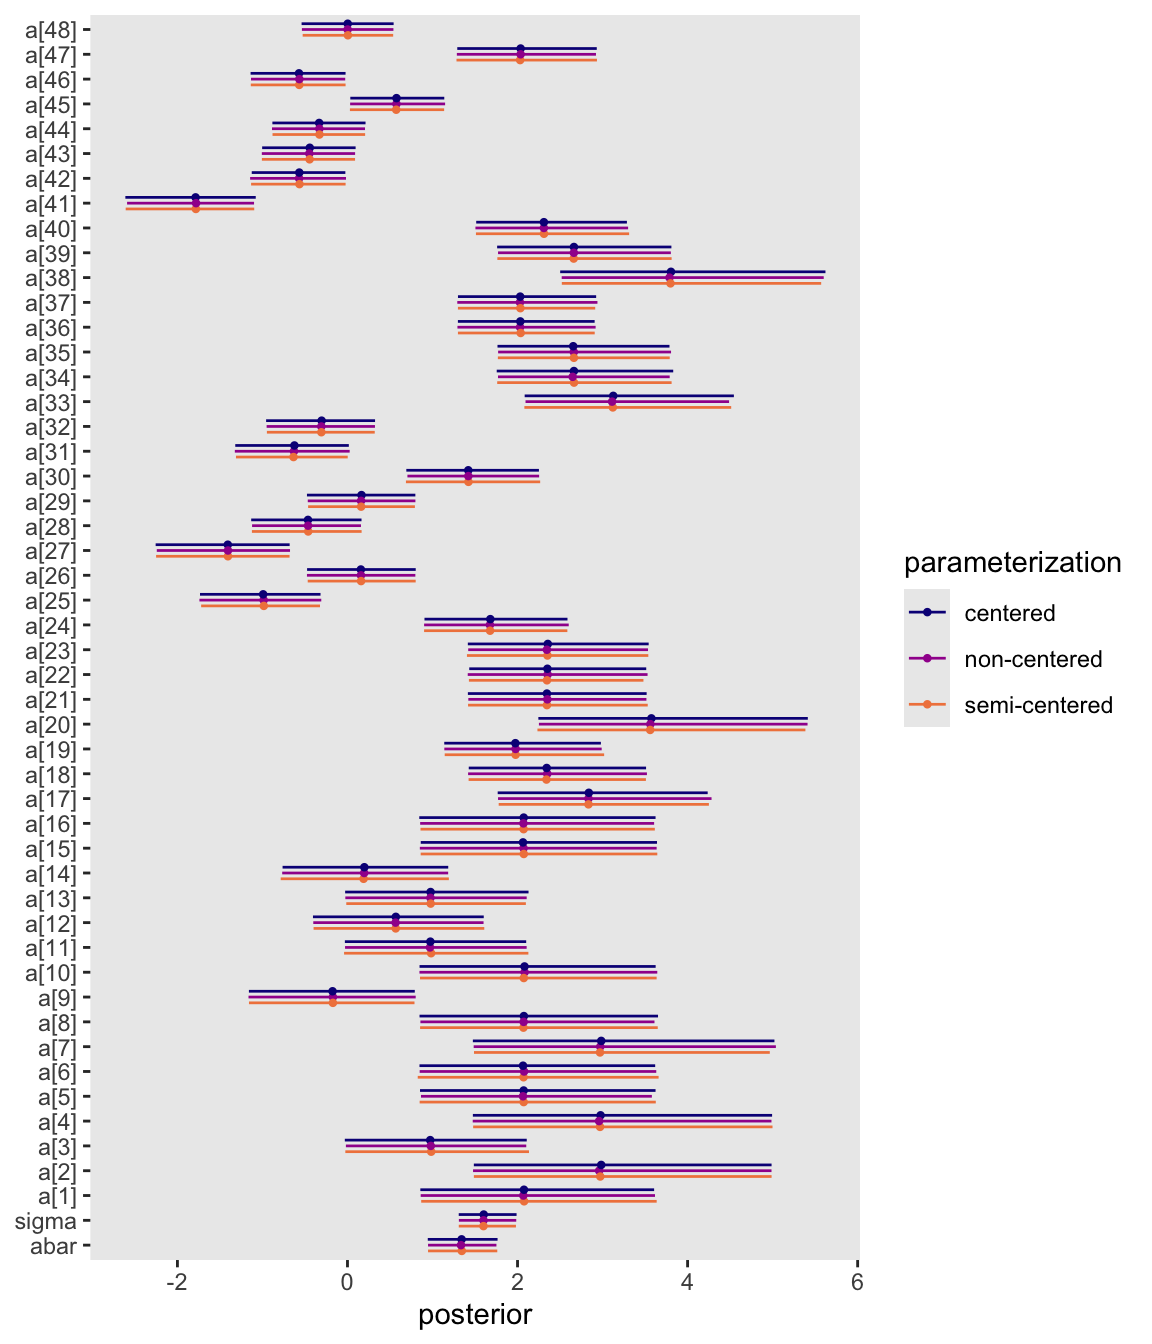 a[48]
a[47]
a[46]
a[45]
a[44]
a[43]
a[42]
a[41]
a[40]
a[39]
a[38]
a[37]
a[36]
a[35]
a[34]
a[33]
a[32]
a[31]
a[30]
a[29]
a[28]
a[27]
a[26]
a[25]
a[24]
a[23]
a[22]
a[21]
a[20]
a[19]
a[18]
a[17]
a[16]
a[15]
a[14]
a[13]
a[12]
a[11]
a[10]
a[9]
a[8]
a[7]
a[6]
a[5]
a[4]
a[3]
a[2]
a[1]
sigma
abar
-2 0 2 4 6
posterior
parameterization
centered
non-centered
semi-centered